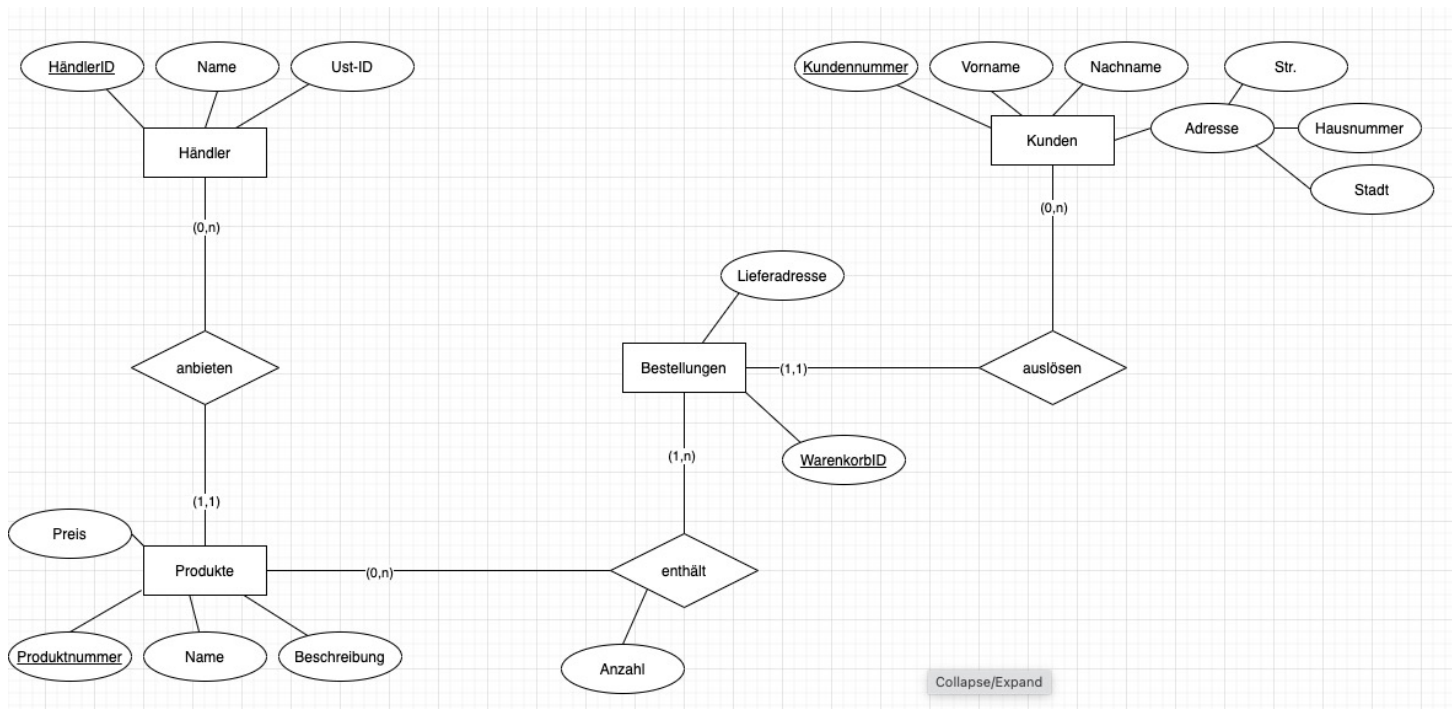 HändlerID
Name
Ust-ID
Kundennummer
Vorname
Nachname
Str.
Händler
Kunden
Adresse
Hausnummer
Stadt
(0,n)
(0,n)
Lieferadresse
anbieten
Bestellungen
(1,1)
auslösen
(1,n)
WarenkorbID
(1,1)
Preis
Produkte
(0,n)
enthält
Produktnummer
Name
Beschreibung
Anzahl
Collapse/Expand